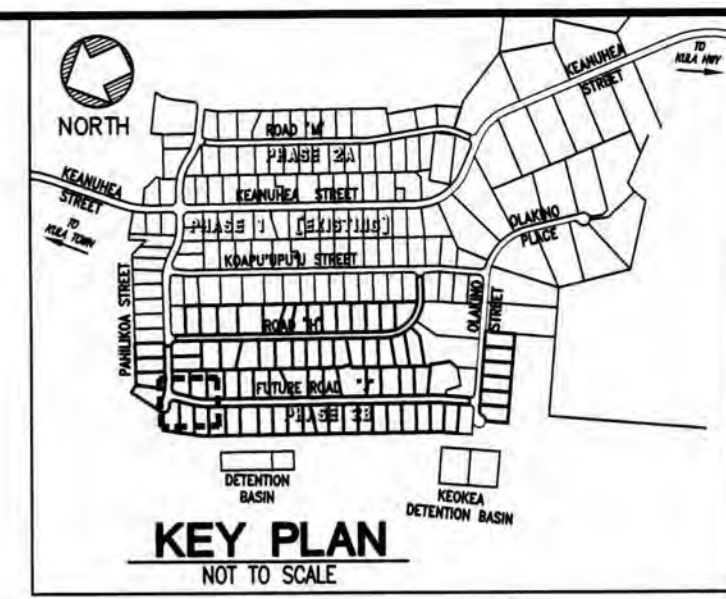 NORTH
TO
KULA HWY
KEANUHEA
STREET
ROAD "M"
PHASE 2A
KEANUHEA
STREET
TO
KULA TOWN
KEANUHEA STREET
PHASE 1 (EXISTING)
OLAKINO
PLACE
KOAPU'UPU'U STREET
PAHILIKOA STREET
OLAKINO
STREET
ROAD "H"
FUTURE ROAD "J"
PHASE 2B
DETENTION
BASIN
KEOKEA
DETENTION BASIN
KEY PLAN
NOT TO SCALE